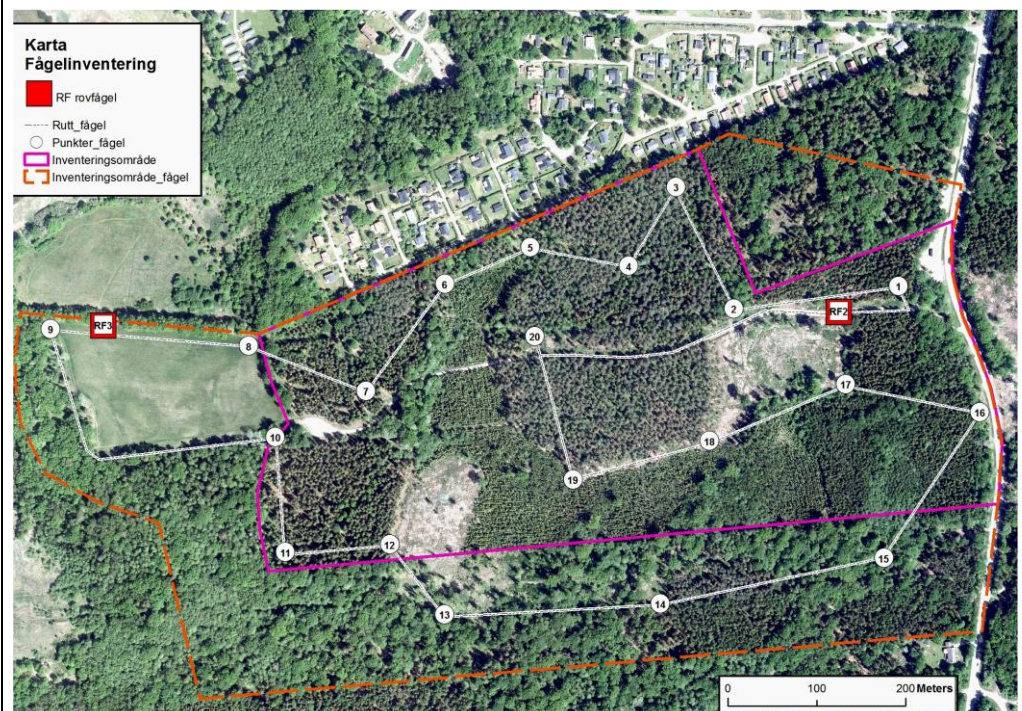 Karta
Fågelinventering
RF rovfågel
Rutt_fågel
Punkter_fågel
Inventeringsområde
Inventeringsområde_fågel
3
5
4
6
1
2
RF2
RF3
9
20
8
7
17
16
10
18
19
12
11
15
14
13
0 100 200 Meters